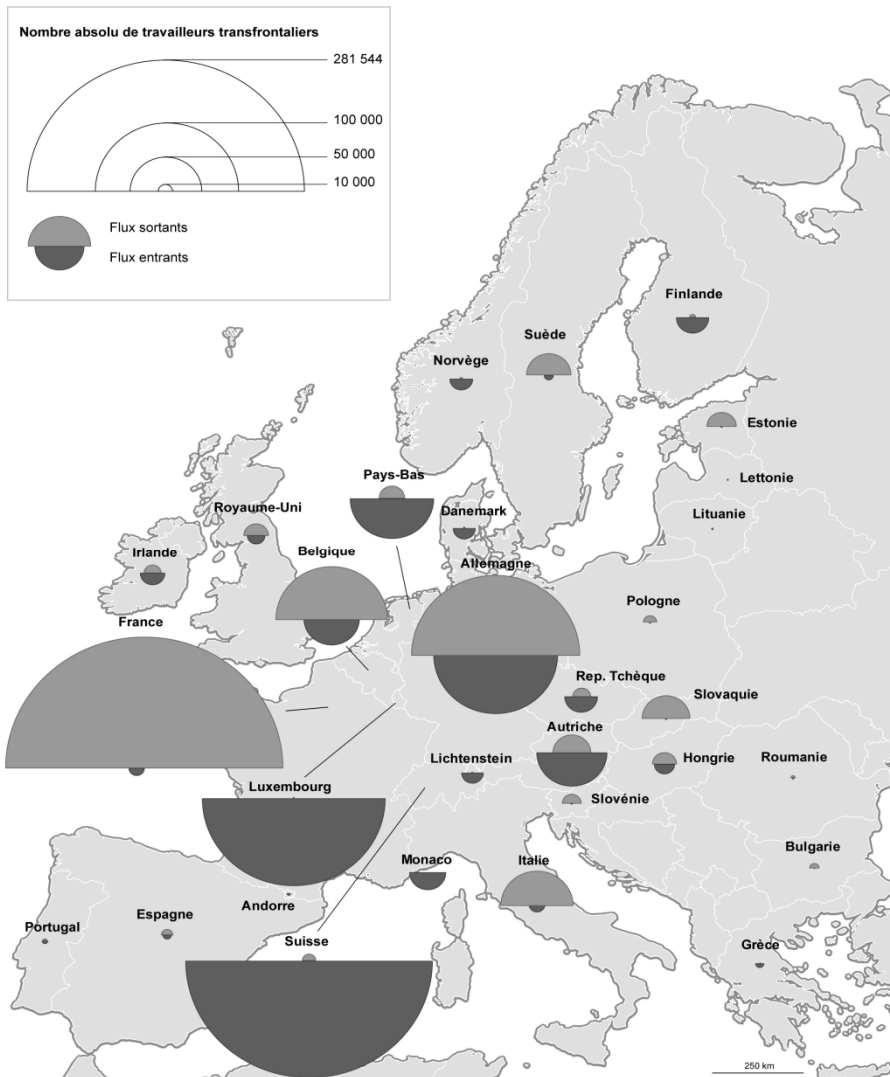 Nombre absolu de travailleurs transfrontaliers
281 544
100 000
50 000
10 000
Flux sortants
Flux entrants
Finlande
Suède
Norvège
Estonie
Pays-Bas
Lettonie
Royaume-Uni
Danemark
Lituanie
Belgique
Irlande
Allemagne
Pologne
France
Rep. Tchèque
Slovaquie
Autriche
Lichtenstein
Hongrie
Roumanie
Luxembourg
Slovénie
Bulgarie
Monaco
Italie
Andorre
Espagne
Portugal
Suisse
Grèce
250 km